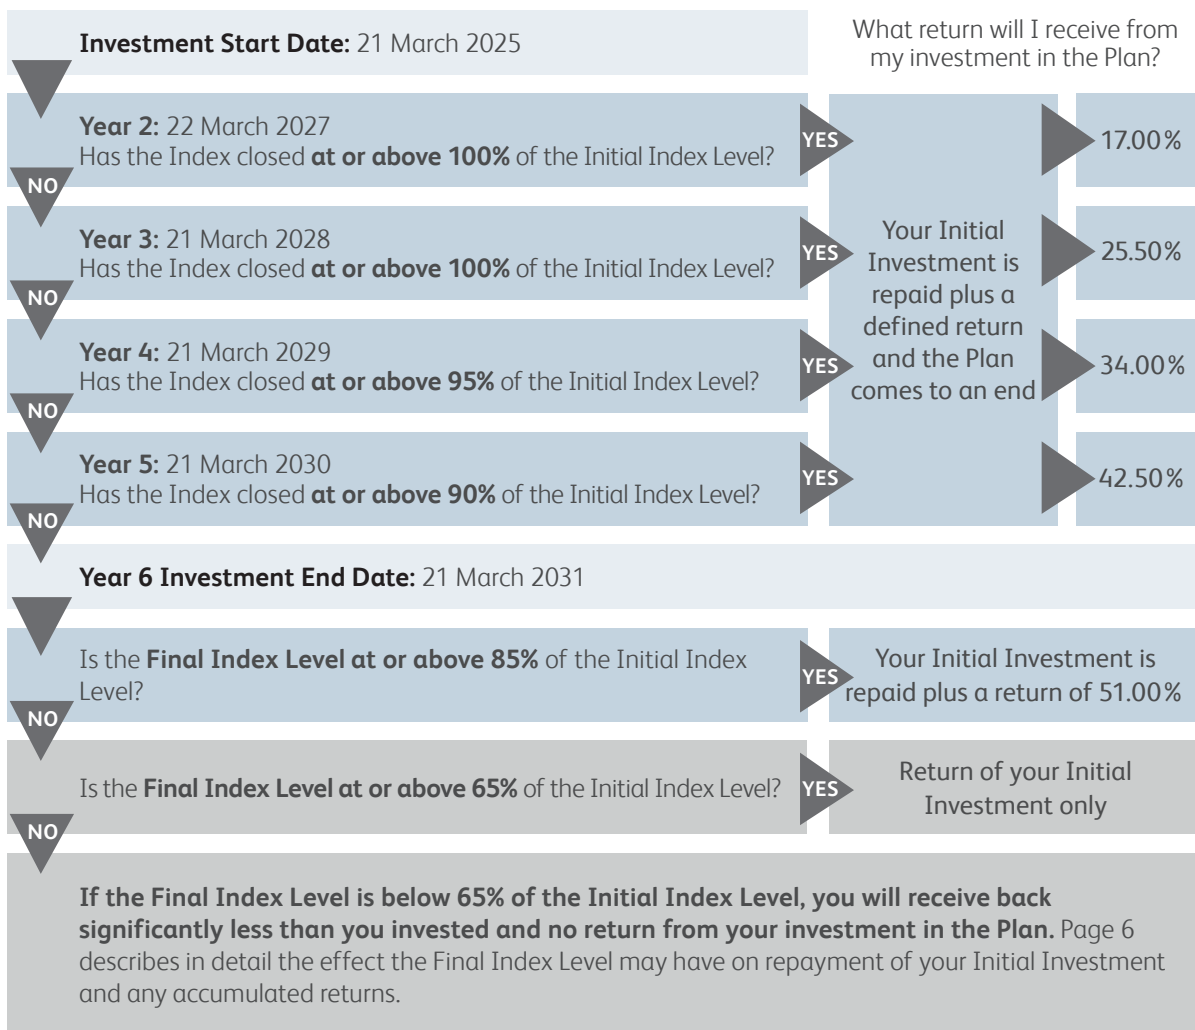 Investment Start Date: 21 March 2025
What return will I receive from
my investment in the Plan?
Year 2: 22 March 2027
Has the Index closed at or above 100% of the Initial Index Level?
YES
17.00%
NO
Year 3: 21 March 2028
Has the Index closed at or above 100% of the Initial Index Level?
YES
25.50%
NO
Year 4: 21 March 2029
Has the Index closed at or above 95% of the Initial Index Level?
YES
34.00%
NO
Year 5: 21 March 2030
Has the Index closed at or above 90% of the Initial Index Level?
YES
42.50%
NO
Your Initial
Investment is
repaid plus a
defined return
and the Plan
comes to an end
Year 6 Investment End Date: 21 March 2031
Is the Final Index Level at or above 85% of the Initial Index
Level?
YES
Your Initial Investment is
repaid plus a return of 51.00%
NO
Is the Final Index Level at or above 65% of the Initial Index Level?
YES
Return of your Initial
Investment only
NO
If the Final Index Level is below 65% of the Initial Index Level, you will receive back
significantly less than you invested and no return from your investment in the Plan. Page 6
describes in detail the effect the Final Index Level may have on repayment of your Initial Investment
and any accumulated returns.